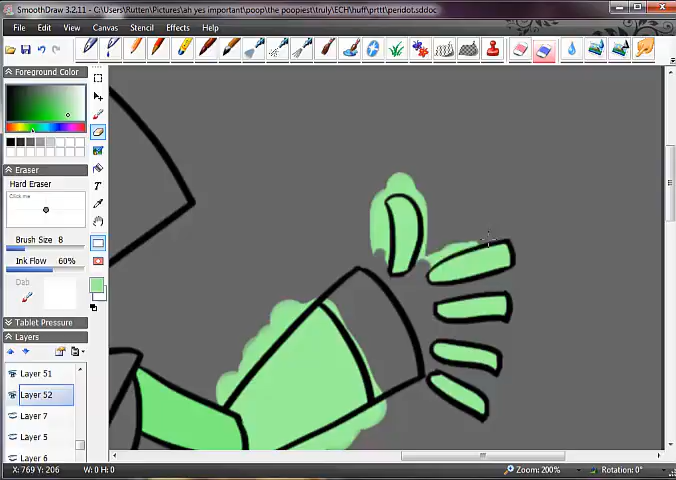 SmoothDraw 3.2.11 - C:\Users\Rutten\Pictures\ah yes important\poop\the poopiest\truly\ECH\huff\prttt\peridot.sddoc
File Edit View Canvas Stencil Effects Help
Foreground Color
Eraser
Hard Eraser
Click me
Brush Size 8
Ink Flow 60%
Dab
Tablet Pressure
Layers
Layer 51
Layer 52
Layer 7
Layer 5
Layer 6
X: 769 Y: 206 W: 0 H: 0 Zoom: 200% Rotation: 0°